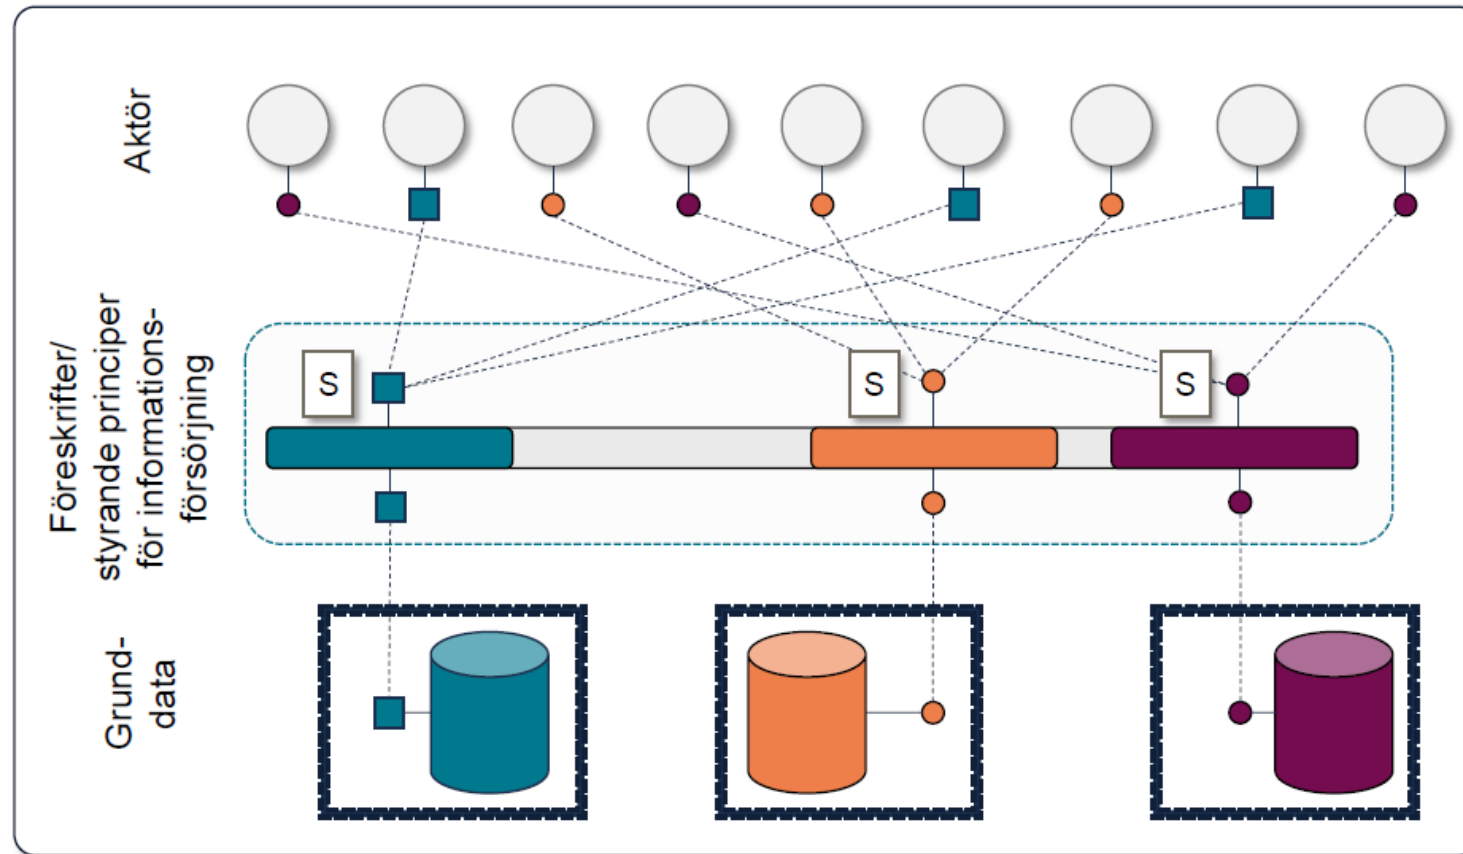 Aktör
Föreskrifter/
styrande principer
för informations-
försörjning
S
S
S
Grund-
data